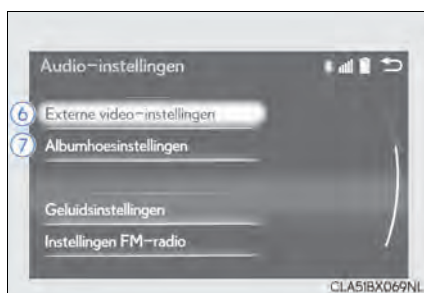 Audio-instellingen
6 Externe video-instellingen
7 Albumhoesinstellingen
Geluidsinstellingen
Instellingen FM-radio
CLA51BX069NL